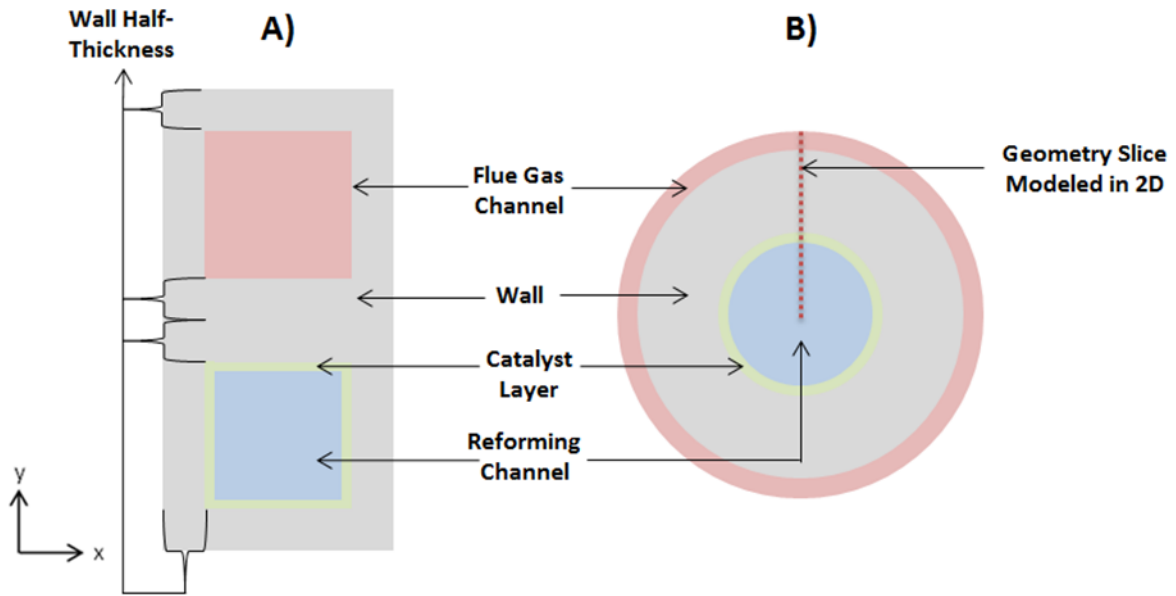 Wall Half-
Thickness
A)
B)
Flue Gas
Channel
Geometry Slice
Modeled in 2D
Wall
Catalyst
Layer
Reforming
Channel
y
x